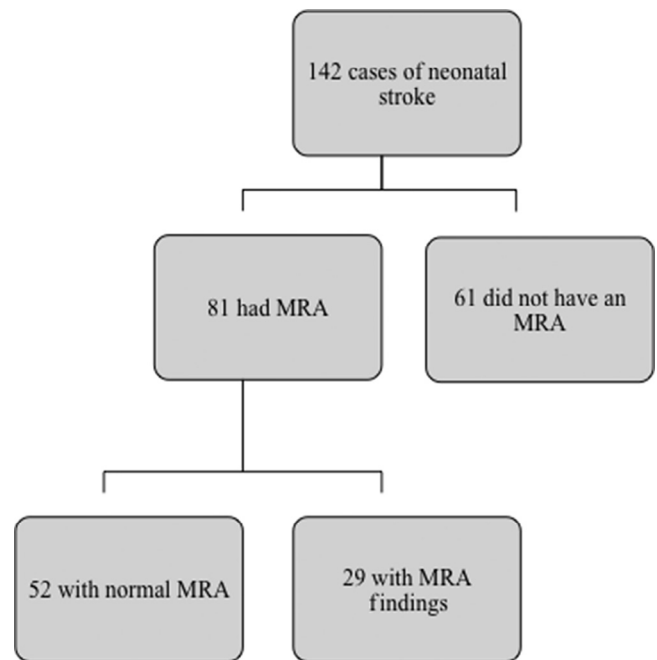 142 cases of neonatal
stroke
81 had MRA
61 did not have an
MRA
52 with normal MRA
29 with MRA
findings